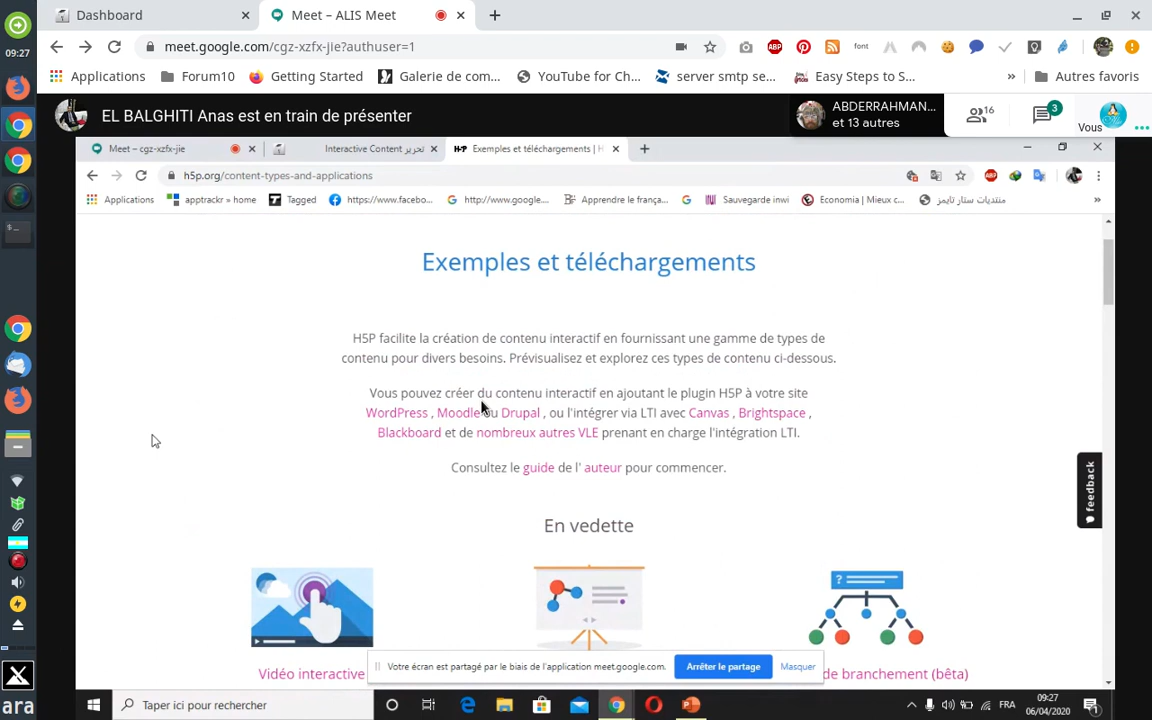 Dashboard
Meet – ALIS Meet
09:27
meet.google.com/cgz-xzfx-jie?authuser=1
ABP
font
Applications
Forum10
Getting Started
Galerie de com...
YouTube for Ch...
server smtp se...
Easy Steps to S...
»
Autres favoris
EL BALGHITI Anas est en train de présenter
ABDERRAHMAN...
et 13 autres
16
3
Vous
Meet – cgz-xzfx-jie
تحرير Interactive Content
H5P Exemples et téléchargements | H
h5p.org/content-types-and-applications
ABP
Applications
apptrackr » home
Tagged
https://www.facebo...
http://www.google...
Apprendre le frança...
Sauvegarde inwi
Economia | Mieux c...
منتديات ستار تايمز
»
Exemples et téléchargements
H5P facilite la création de contenu interactif en fournissant une gamme de types de
contenu pour divers besoins. Prévisualisez et explorez ces types de contenu ci-dessous.
Vous pouvez créer du contenu interactif en ajoutant le plugin H5P à votre site
WordPress , Moodle ou Drupal , ou l'intégrer via LTI avec Canvas , Brightspace ,
Blackboard et de nombreux autres VLE prenant en charge l'intégration LTI.
Consultez le guide de l' auteur pour commencer.
feedback
En vedette
Vidéo interactive
de branchement (bêta)
Votre écran est partagé par le biais de l'application meet.google.com.
Arrêter le partage
Masquer
Taper ici pour rechercher
FRA
09:27
06/04/2020
1
ara